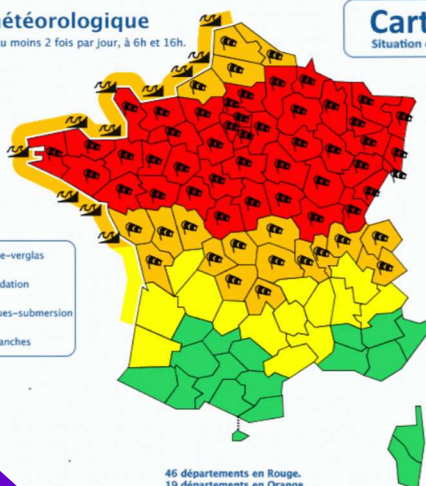 étéorologique
u moins 2 fois par jour, à 6h et 16h.
Cart
Situation
e-verglas
dation
ues-submersion
anches
46 départements en Rouge.
19 départements en Orange